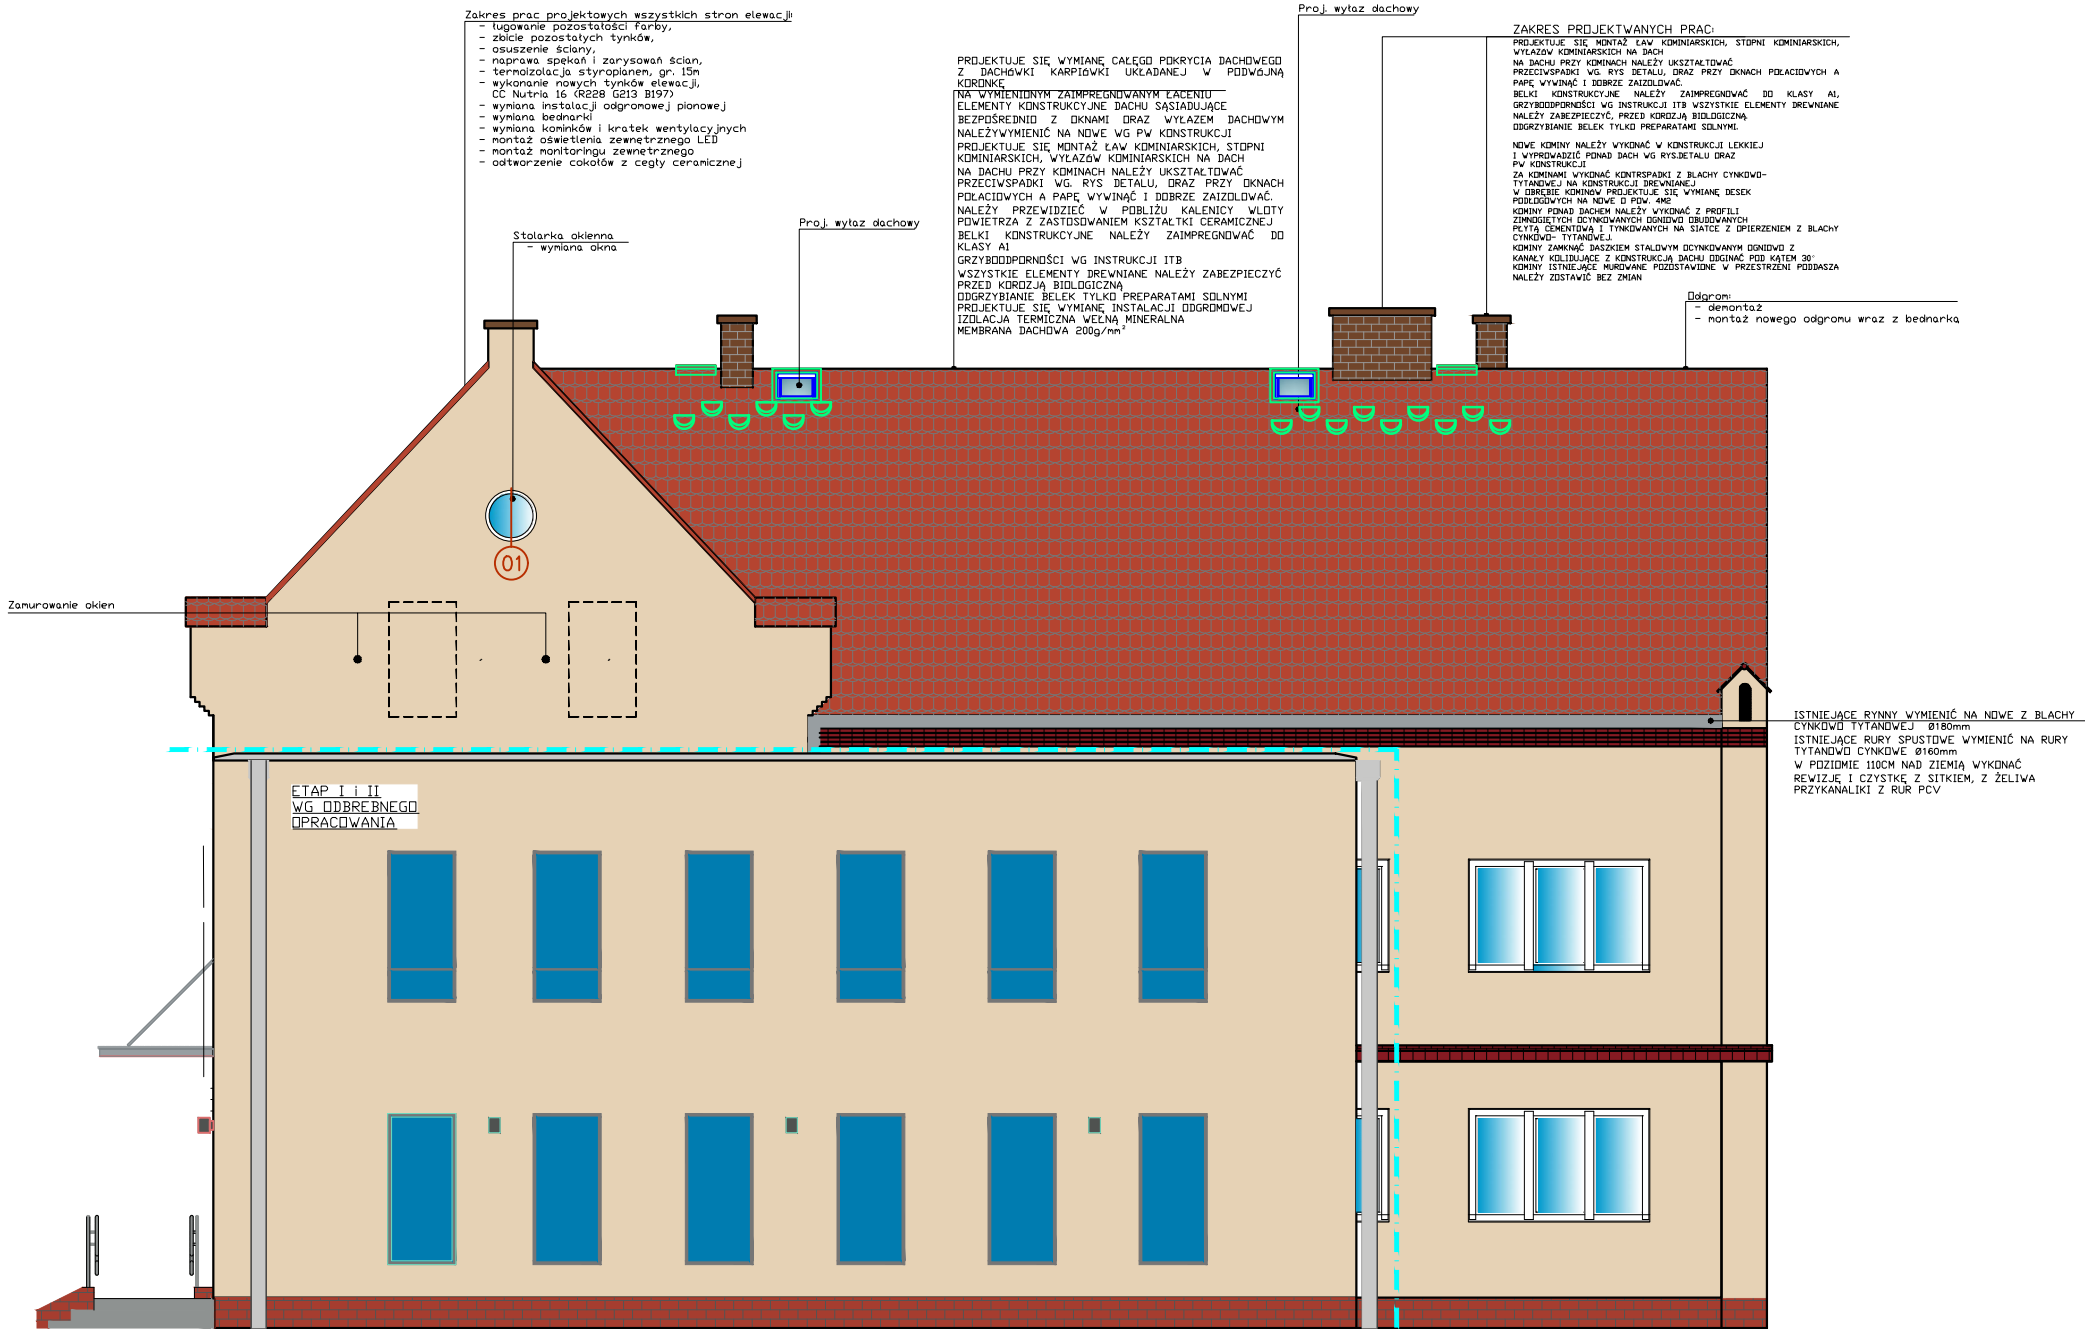 Zakres prac projektowych wszystkich stron elewacji:
- ługowanie pozostałości farby,
- zbicie pozostałych tynków,
- osuszenie ściany,
- naprawa spękań i zarysowań ścian,
- termoizolacja styropianem, gr. 15m
- wykonanie nowych tynków elewacji,
CC Nutria 16 (R228 G213 B197)
- wymiana instalacji odgromowej pionowej
- wymiana bednarki
- wymiana kominków i kratek wentylacyjnych
- montaż oświetlenia zewnętrznego LED
- montaż monitoringu zewnętrznego
- odtworzenie cokołów z cegły ceramicznej
Stolarka okienna
- wymiana okna
Proj. wyłaz dachowy
PROJEKTUJE SIĘ WYMIANĘ CAŁEGO POKRYCIA DACHOWEGO
Z DACHÓWKI KARPIÓWKI UKŁADANEJ W PODWÓJNĄ
KORONKĘ
NA WYMIENIONYM ZAIMPREGNOWANYM ŁACENIU
ELEMENTY KONSTRUKCYJNE DACHU SĄSIADUJĄCE
BEZPOŚREDNIO Z OKNAMI ORAZ WYŁAZEM DACHOWYM
NALEŻYWYMIENIĆ NA NOWE WG PW KONSTRUKCJI
PROJEKTUJE SIĘ MONTAŻ ŁAW KOMINIARSKICH, STOPNI
KOMINIARSKICH, WYŁAZÓW KOMINIARSKICH NA DACH
NA DACHU PRZY KOMINACH NALEŻY UKSZTAŁTOWAĆ
PRZECIWSPADKI WG. RYS DETALU, ORAZ PRZY OKNACH
POŁACIOWYCH A PAPĘ WYWINĄĆ I DOBRZE ZAIZOLOWAĆ.
NALEŻY PRZEWIDZIEĆ W POBLIŻU KALENICY WLOTY
POWIETRZA Z ZASTOSOWANIEM KSZTAŁTKI CERAMICZNEJ
BELKI KONSTRUKCYJNE NALEŻY ZAIMPREGNOWAĆ DO
KLASY A1
GRZYBOODPORNOŚCI WG INSTRUKCJI ITB
WSZYSTKIE ELEMENTY DREWNIANE NALEŻY ZABEZPIECZYĆ
PRZED KOROZJĄ BIOLOGICZNĄ
ODGRZYBIANIE BELEK TYLKO PREPARATAMI SOLNYMI
PROJEKTUJE SIĘ WYMIANĘ INSTALACJI ODGROMOWEJ
IZOLACJA TERMICZNA WEŁNĄ MINERALNA
MEMBRANA DACHOWA 200g/mm²
Proj. wyłaz dachowy
ZAKRES PROJEKTWANYCH PRAC:
PROJEKTUJE SIĘ MONTAŻ ŁAW KOMINIARSKICH, STOPNI KOMINIARSKICH,
WYŁAZÓW KOMINIARSKICH NA DACH
NA DACHU PRZY KOMINACH NALEŻY UKSZTAŁTOWAĆ
PRZECIWSPADKI WG. RYS DETALU, ORAZ PRZY OKNACH POŁACIOWYCH A
PAPĘ WYWINĄĆ I DOBRZE ZAIZOLOWAĆ.
BELKI KONSTRUKCYJNE NALEŻY ZAIMPREGNOWAĆ DO KLASY A1,
GRZYBOODPORNOŚCI WG INSTRUKCJI ITB WSZYSTKIE ELEMENTY DREWNIANE
NALEŻY ZABEZPIECZYĆ, PRZED KOROZJĄ BIOLOGICZNĄ.
ODGRZYBIANIE BELEK TYLKO PREPARATAMI SOLNYMI.
NOWE KOMINY NALEŻY WYKONAĆ W KONSTRUKCJI LEKKIEJ
I WYPROWADZIĆ PONAD DACH WG RYS.DETALU ORAZ
PW KONSTRUKCJI
ZA KOMINAMI WYKONAĆ KONTRSPADKI Z BLACHY CYNKOWO-
TYTANOWEJ NA KONSTRUKCJI DREWNIANEJ
W OBRĘBIE KOMINÓW PROJEKTUJE SIĘ WYMIANĘ DESEK
PODŁOGOWYCH NA NOWE O POW. 4M2
KOMINY PONAD DACHEM NALEŻY WYKONAĆ Z PROFILI
ZIMNOGIĘTYCH OCYNKOWANYCH OGNIOWO OBUDOWANYCH
PŁYTĄ CEMENTOWĄ I TYNKOWANYCH NA SIATCE Z OPIERZENIEM Z BLACHY
CYNKOWO- TYTANOWEJ.
KOMINY ZAMKNĄĆ DASZKIEM STALOWYM OCYNKOWANYM OGNIOWO Z
KANAŁY KOLIDUJĄCE Z KONSTRUKCJĄ DACHU ODGINAĆ POD KĄTEM 30°
KOMINY ISTNIEJĄCE MUROWANE POZOSTAWIONE W PRZESTRZENI PODDASZA
NALEŻY ZOSTAWIĆ BEZ ZMIAN
Odgrom:
- demontaż
- montaż nowego odgromu wraz z bednarką
01
Zamurowanie okien
ISTNIEJĄCE RYNNY WYMIENIĆ NA NOWE Z BLACHY
CYNKOWO TYTANOWEJ Ø180mm
ISTNIEJĄCE RURY SPUSTOWE WYMIENIĆ NA RURY
TYTANOWO CYNKOWE Ø160mm
W POZIOMIE 110CM NAD ZIEMIĄ WYKONAĆ
REWIZJĘ I CZYSTKĘ Z SITKIEM, Z ŻELIWA
PRZYKANALIKI Z RUR PCV
ETAP I i II
WG ODBREBNEGO
OPRACOWANIA